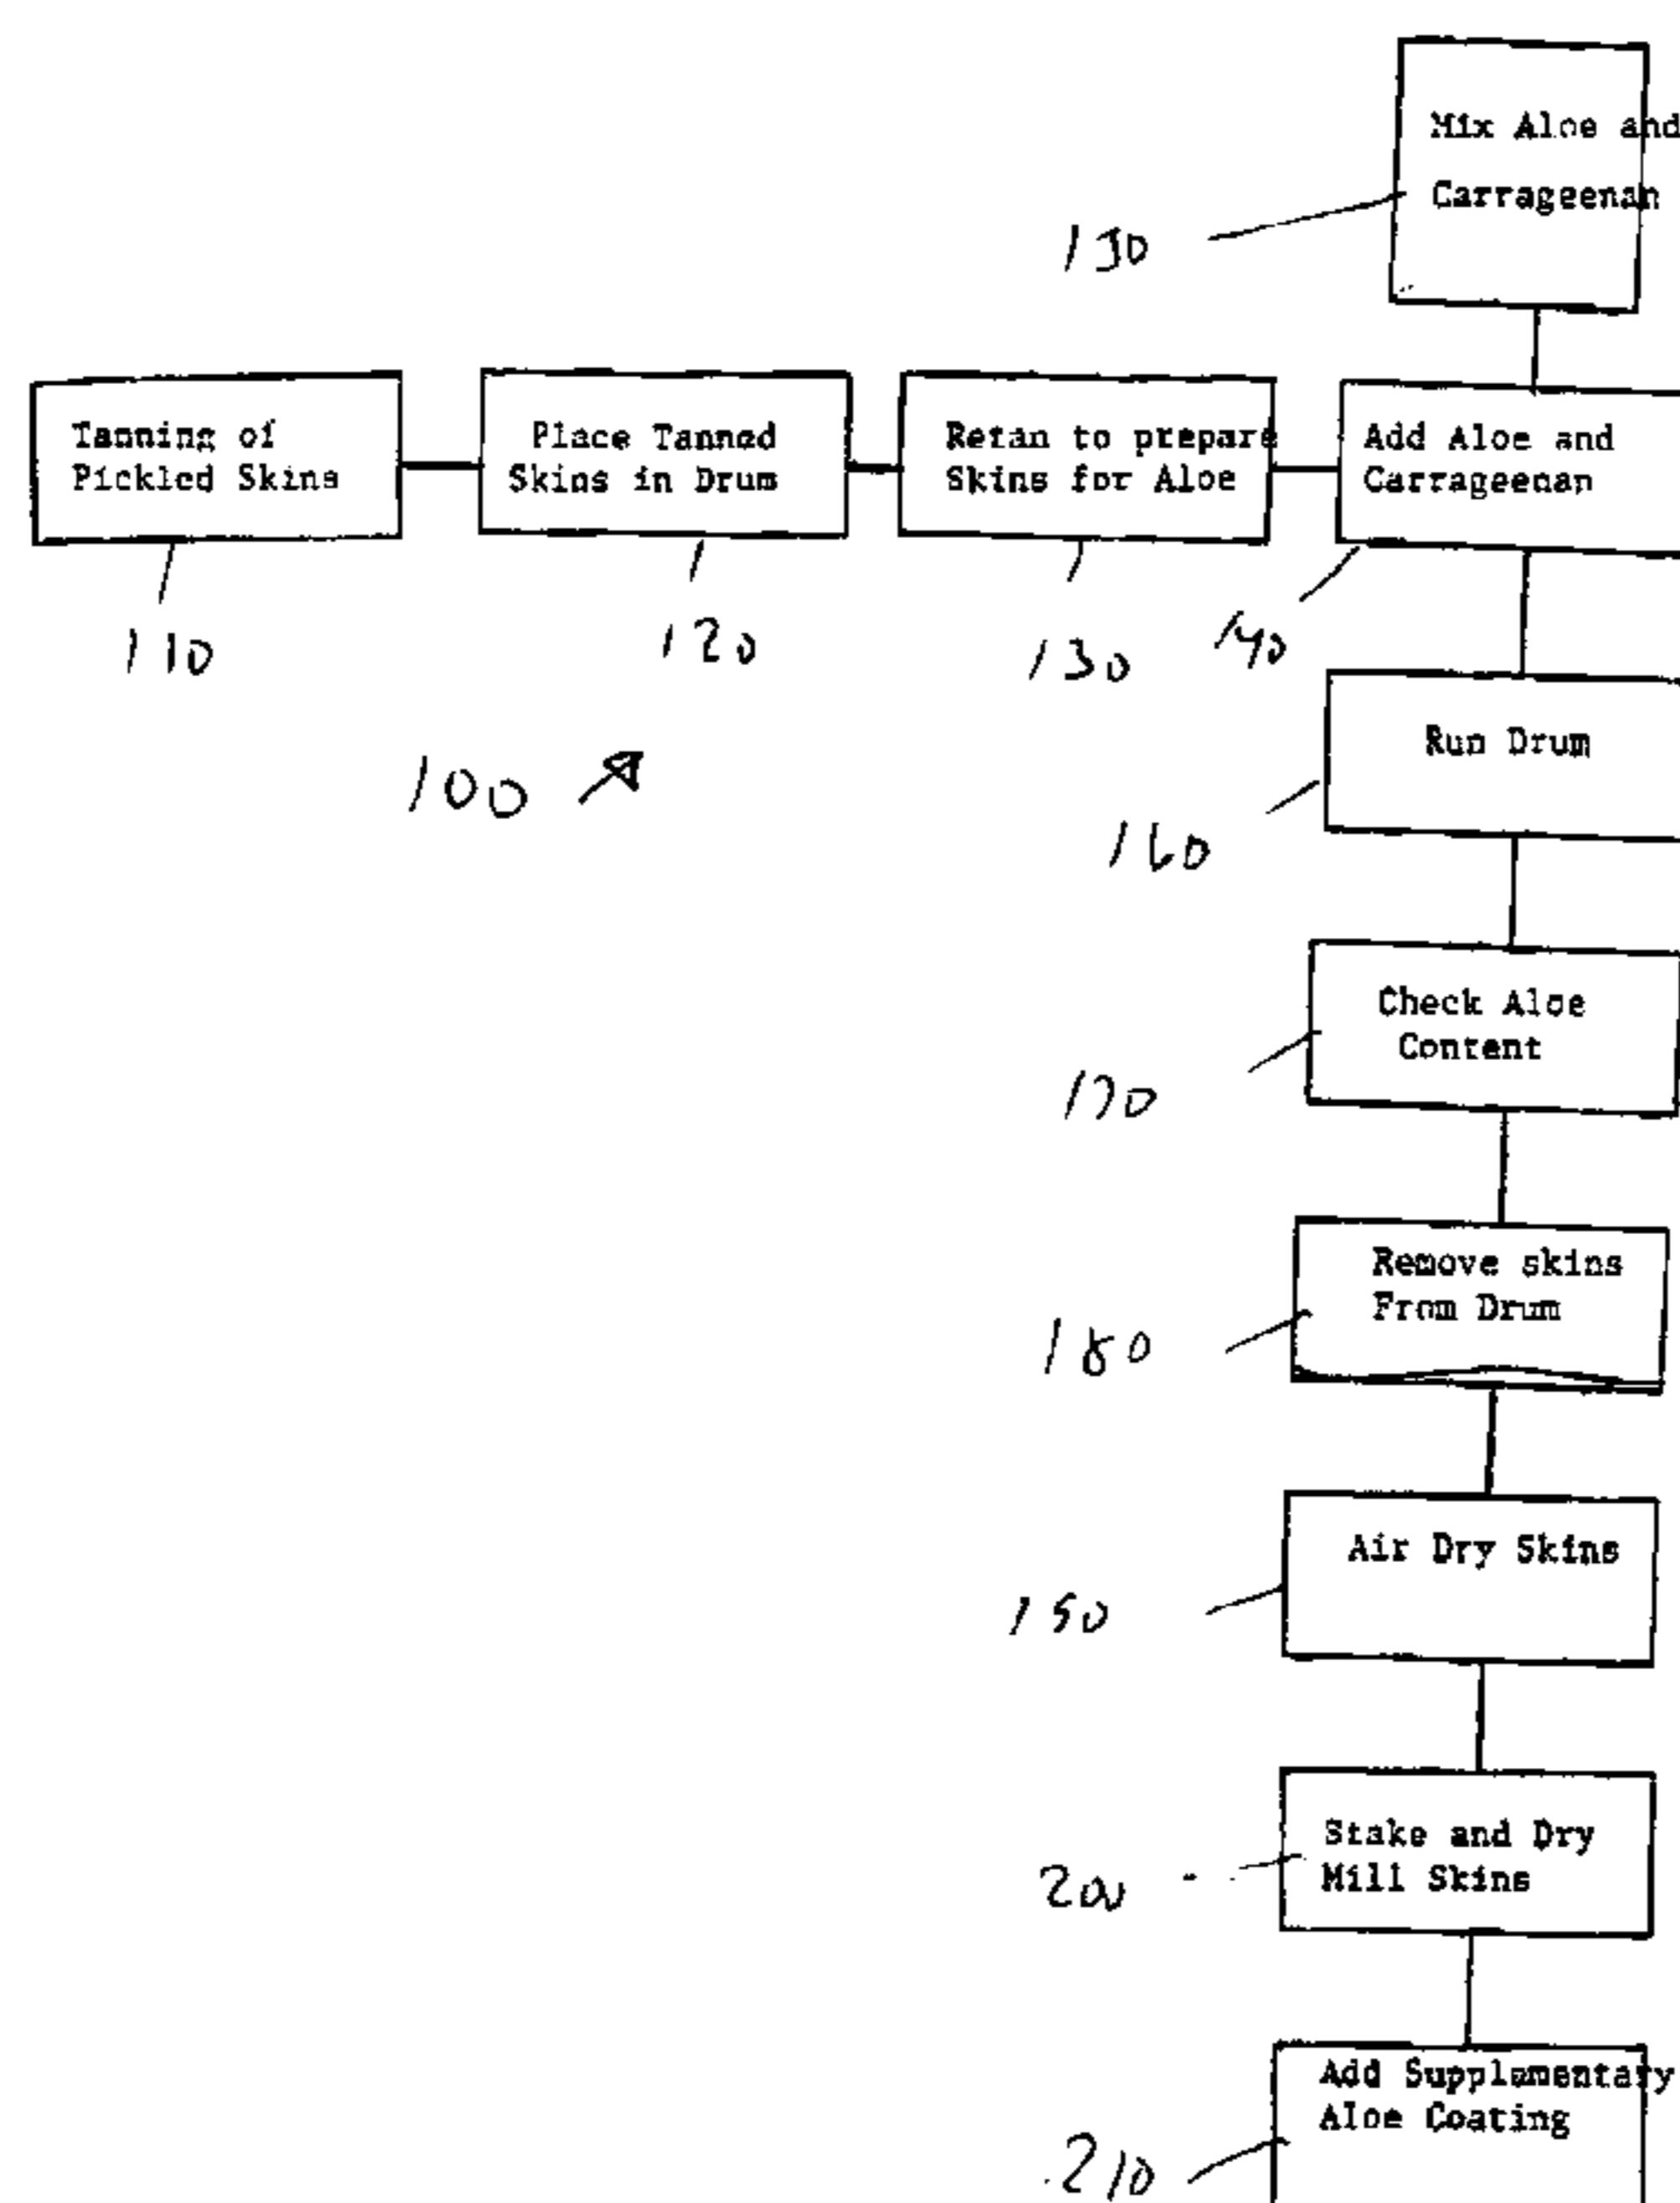 Mix Aloe and
Carrageenan
130
Tanning of
Pickled Skins
Place Tanned
Skins in Drum
Retan to prepare
Skins for Aloe
Add Aloe and
Carrageenan
110
120
130
140
100
Run Drum
160
Check Aloe
Content
170
Remove skins
From Drum
180
Air Dry Skins
150
Stake and Dry
Mill Skins
200
Add Supplementary
Aloe Coating
210